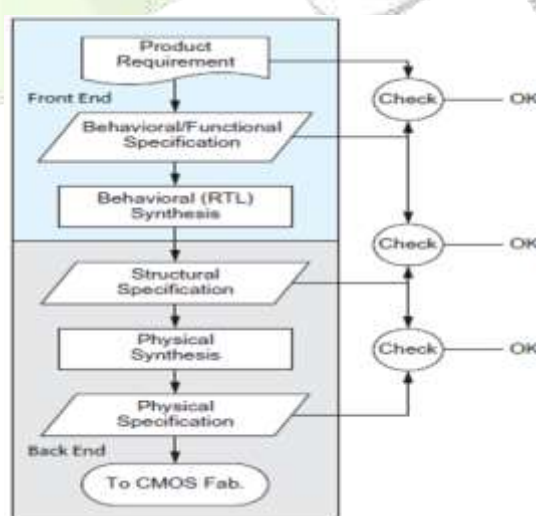 Product
Requirement
Front End
Check
OK
Behavioral/Functional
Specification
Behavioral (RTL)
Synthesis
Check
OK
Structural
Specification
Physical
Synthesis
Check
OK
Physical
Specification
Back End
To CMOS Fab.